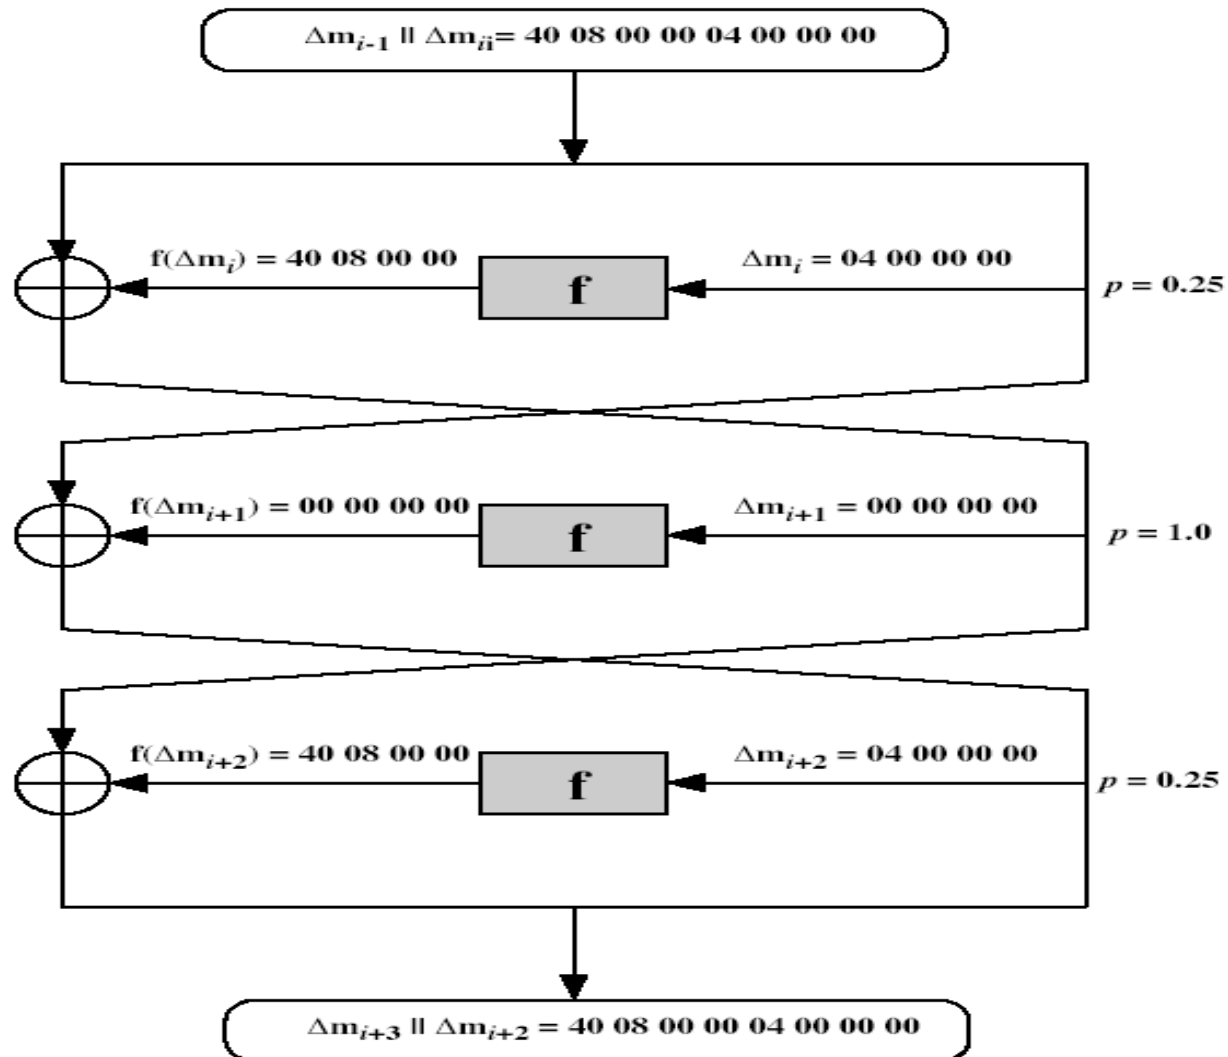 Δm_{i-1} || Δm_{ii}= 40 08 00 00 04 00 00 00
f(Δm_i) = 40 08 00 00
f
Δm_i = 04 00 00 00
p = 0.25
f(Δm_{i+1}) = 00 00 00 00
f
Δm_{i+1} = 00 00 00 00
p = 1.0
f(Δm_{i+2}) = 40 08 00 00
f
Δm_{i+2} = 04 00 00 00
p = 0.25
Δm_{i+3} || Δm_{i+2} = 40 08 00 00 04 00 00 00